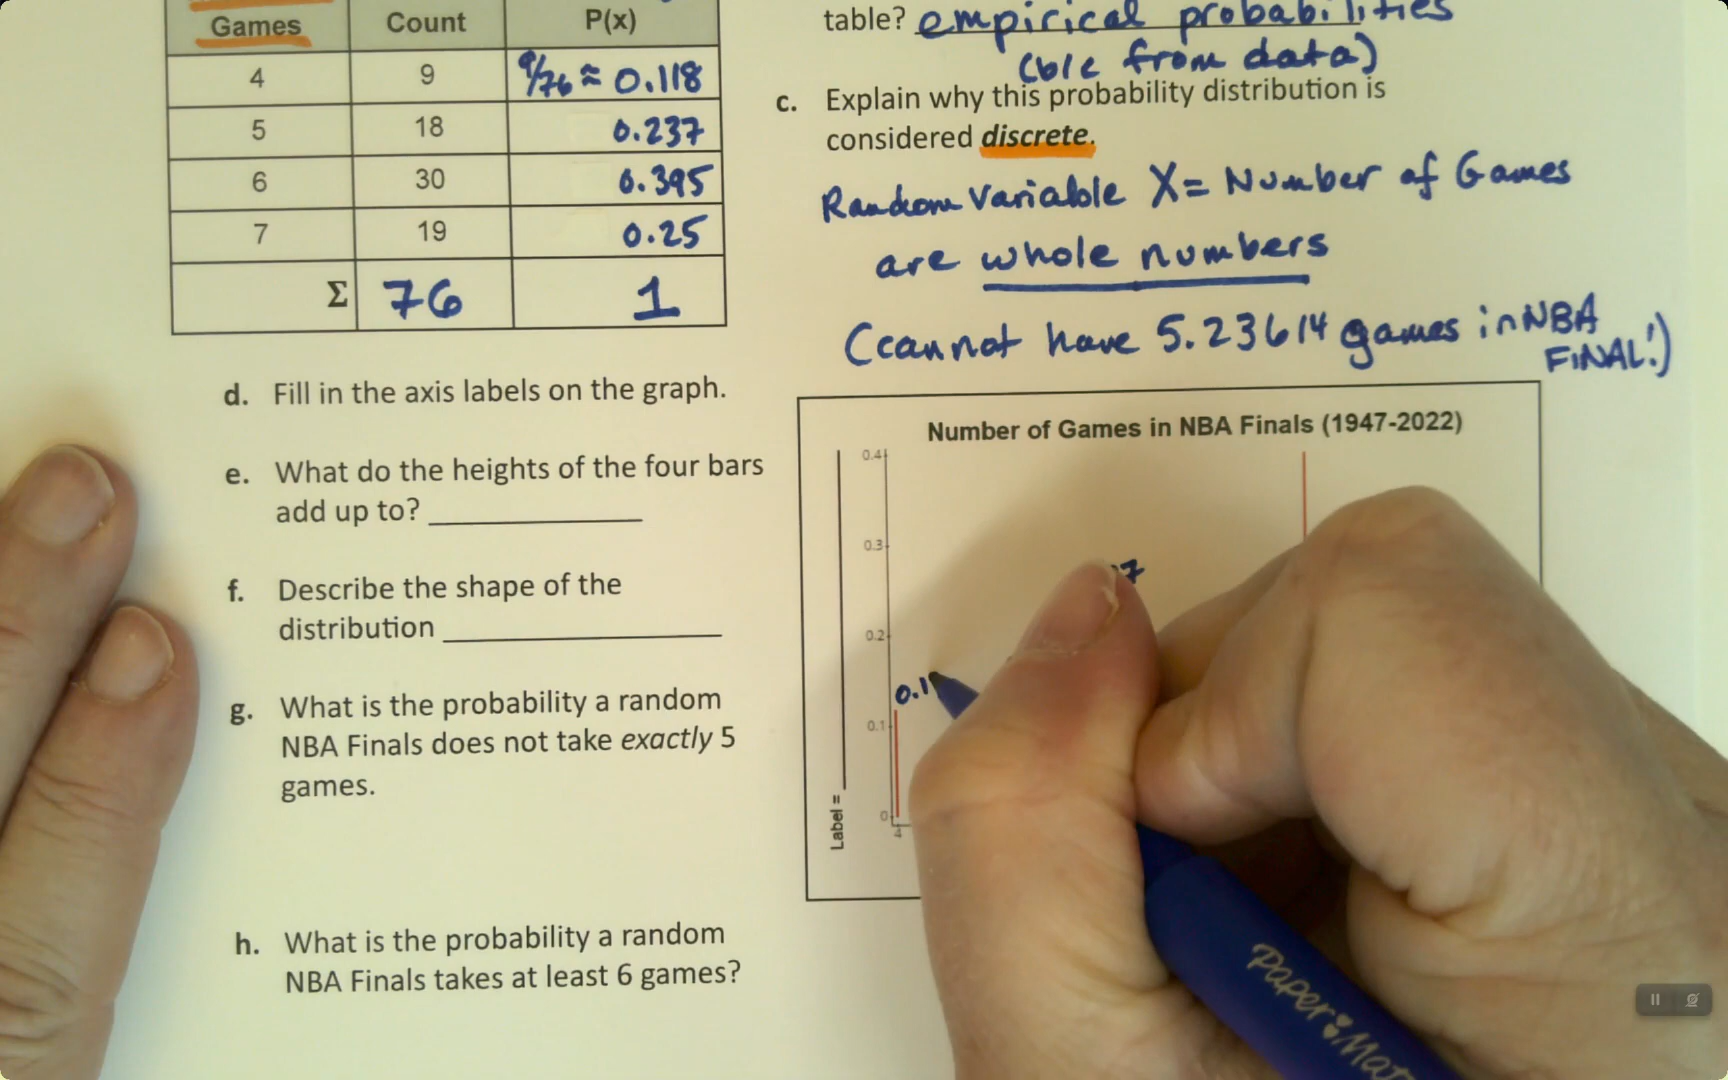 Games Count P(x)
4 9 9/76 ≈ 0.118
5 18 0.237
6 30 0.395
7 19 0.25
Σ 76 1
table? empirical probabilities
(b/c from data)
c. Explain why this probability distribution is
considered discrete.
Random Variable X = Number of Games
are whole numbers
(cannot have 5.23614 games in NBA
FINAL!)
d. Fill in the axis labels on the graph.
e. What do the heights of the four bars
add up to?
f. Describe the shape of the
distribution
g. What is the probability a random
NBA Finals does not take exactly 5
games.
h. What is the probability a random
NBA Finals takes at least 6 games?
Number of Games in NBA Finals (1947-2022)
0.4
0.3
0.2
0.1
0
4
Label =
7
0.1
Paper Mat